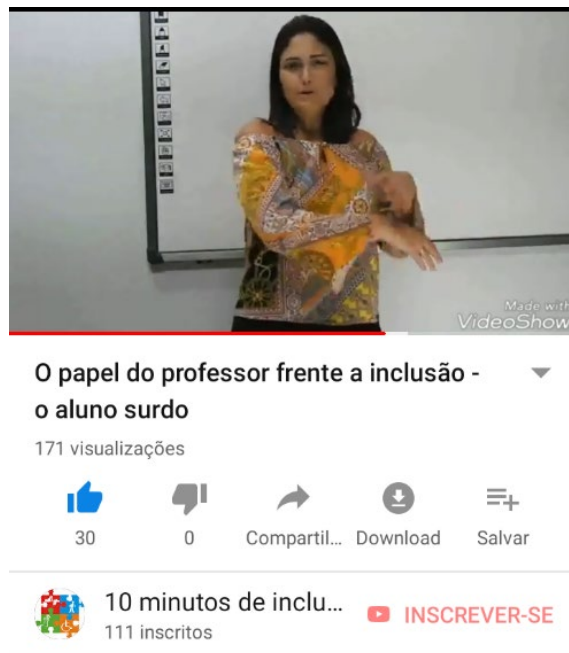 Made with
VideoShow
O papel do professor frente a inclusão -
o aluno surdo
171 visualizações
30
0
Compartil...
Download
Salvar
10 minutos de inclu...
INSCREVER-SE
111 inscritos